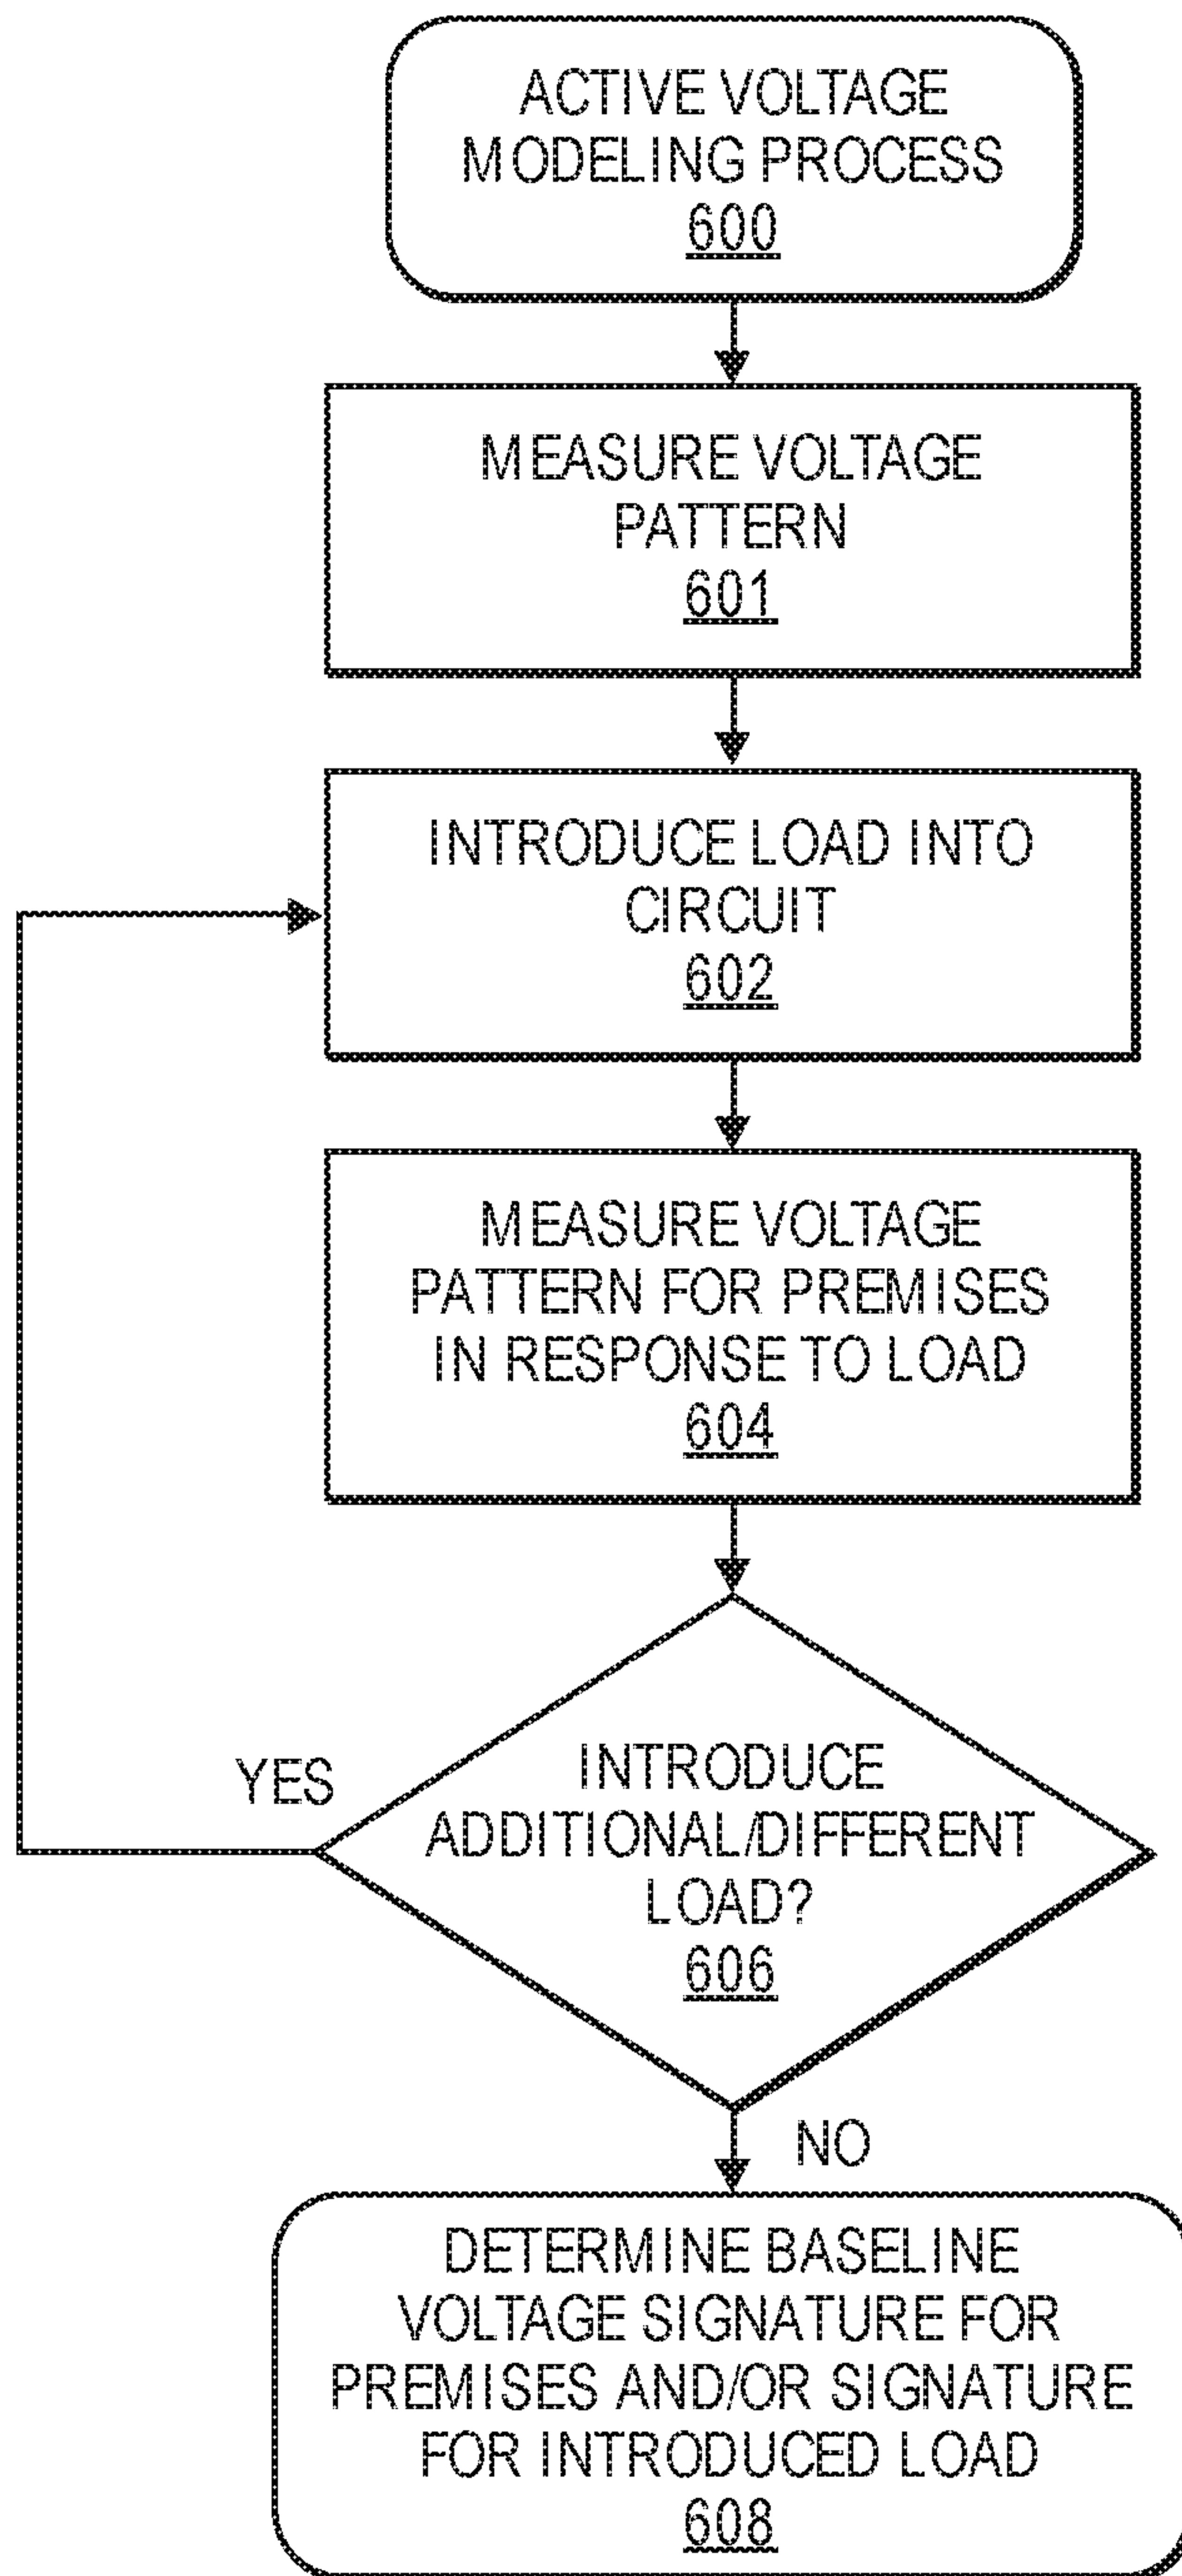 ACTIVE VOLTAGE
MODELING PROCESS
600
MEASURE VOLTAGE
PATTERN
601
INTRODUCE LOAD INTO
CIRCUIT
602
MEASURE VOLTAGE
PATTERN FOR PREMISES
IN RESPONSE TO LOAD
604
YES
INTRODUCE
ADDITIONAL/DIFFERENT
LOAD?
606
NO
DETERMINE BASELINE
VOLTAGE SIGNATURE FOR
PREMISES AND/OR SIGNATURE
FOR INTRODUCED LOAD
608